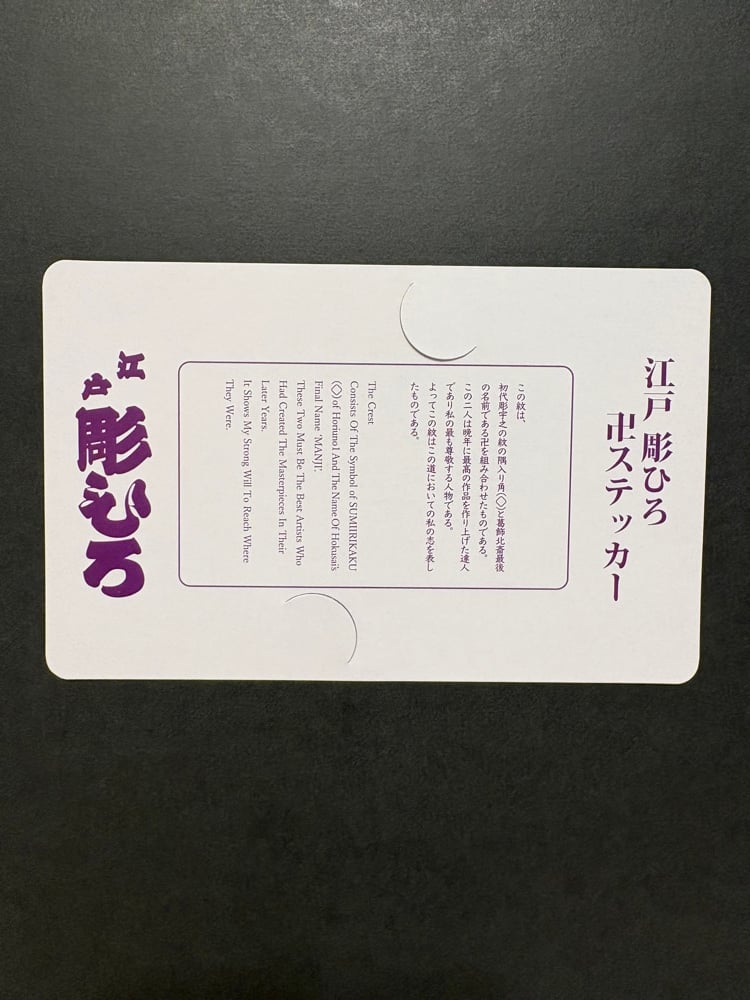 江戸 彫ひろ
卍ステッカー
この紋は、
初代彫宇之の紋の隅入り角(◇)と葛飾北斎最後
の名前である卍を組み合わせたものである。
この二人は晩年に最高の作品を作り上げた達人
であり私の最も尊敬する人物である。
よってこの紋はこの道においての私の志を表し
たものである。
The Crest
Consists Of The Symbol of SUMIIRIKAKU
(◇) of Horiuno I And The Name Of Hokusai's
Final Name 'MANJI'.
These Two Must Be The Best Artists Who
Had Created The Masterpieces In Their
Later Years.
It Shows My Strong Will To Reach Where
They Were.
江戸
彫ひろ